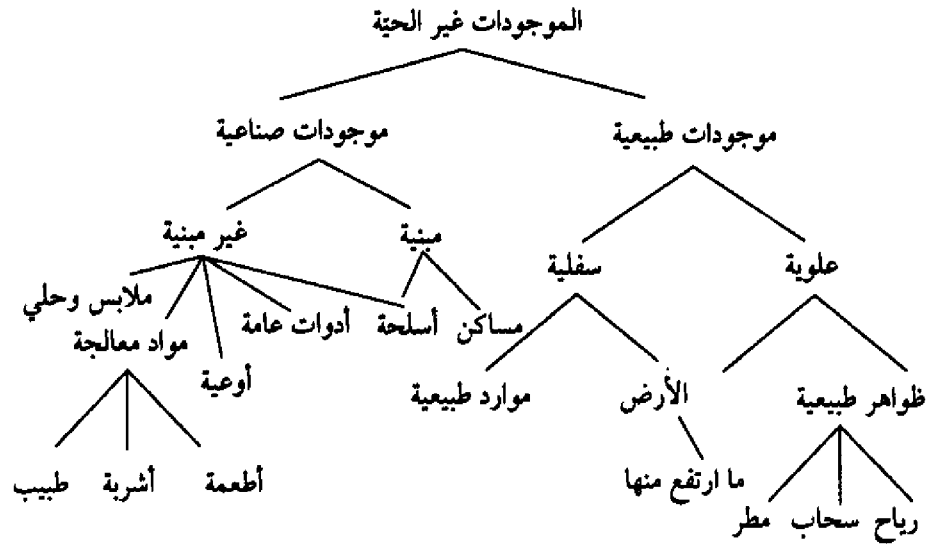 الموجودات غير الحيّة
موجودات طبيعية موجودات صناعية
علوية سفلية مبنية غير مبنية
ظواهر طبيعية الأرض موارد طبيعية مساكن أسلحة أدوات عامة أوعية مواد معالجة ملابس وحلي
رياح سحاب مطر ما ارتفع منها أطعمة أشربة طبيب